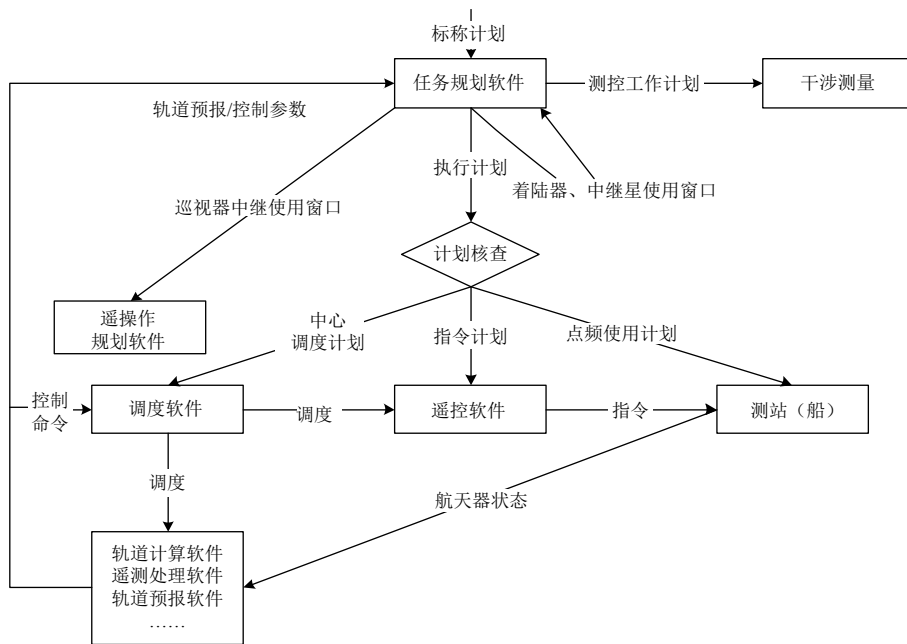 标称计划
任务规划软件
测控工作计划
干涉测量
轨道预报/控制参数
执行计划
着陆器、中继星使用窗口
巡视器中继使用窗口
计划核查
遥操作
规划软件
中心
调度计划
指令计划
点频使用计划
控制
命令
调度软件
调度
遥控软件
指令
测站（船）
调度
航天器状态
轨道计算软件
遥测处理软件
轨道预报软件
……